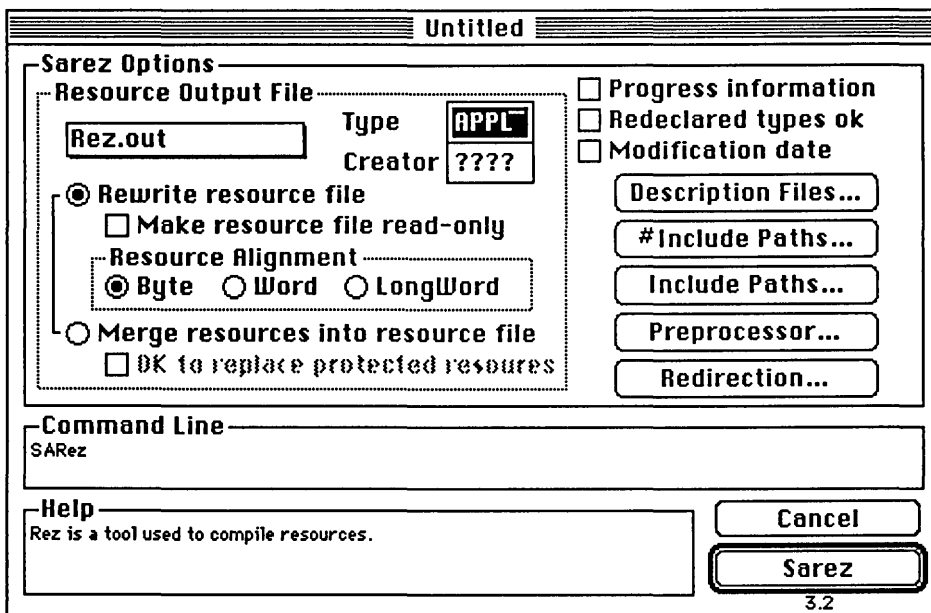 Untitled
Sarez Options
Resource Output File
Rez.out
Type
APPL
Creator
????
Rewrite resource file
Make resource file read-only
Resource Alignment
Byte Word LongWord
Merge resources into resource file
OK to replace protected resoures
Progress information
Redeclared types ok
Modification date
Description Files...
#Include Paths...
Include Paths...
Preprocessor...
Redirection...
Command Line
SARez
Help
Rez is a tool used to compile resources.
Cancel
Sarez
3.2